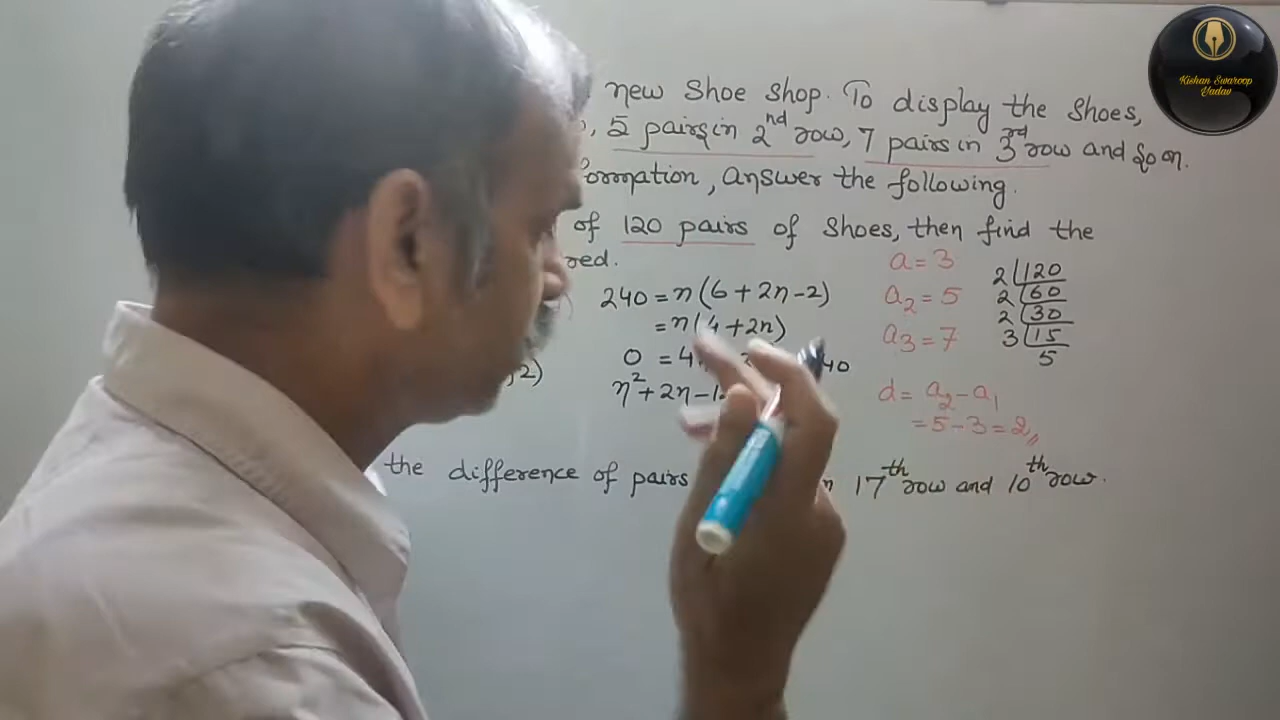 new Shoe shop. To display the Shoes,
, 5 pairs in 2nd row, 7 pairs in 3rd row and so on.
formation, answer the following.
of 120 pairs of Shoes, then find the
red.
240 = n(6+2n-2)
= n(4+2n)
0 = 4 40
n²+2n-1
,2)
a = 3
a2 = 5
a3 = 7
d = a2 - a1
= 5-3 = 2
2 120
2 60
2 30
3 15
5
the difference of pairs 17th row and 10th row.
Kishan Swaroop
Yadav